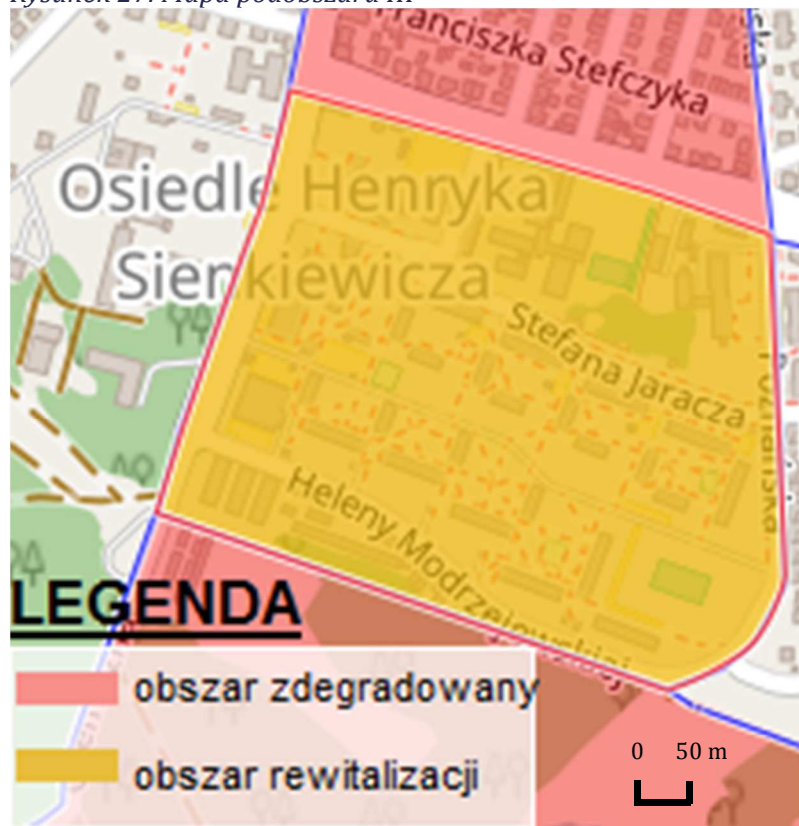 Franciszka Stefczyka
Osiedle Henryka
Sienkiewicza
Stefana Jaracza
Heleny Modrzejewskiej
LEGENDA
obszar zdegradowany
obszar rewitalizacji
0 50 m